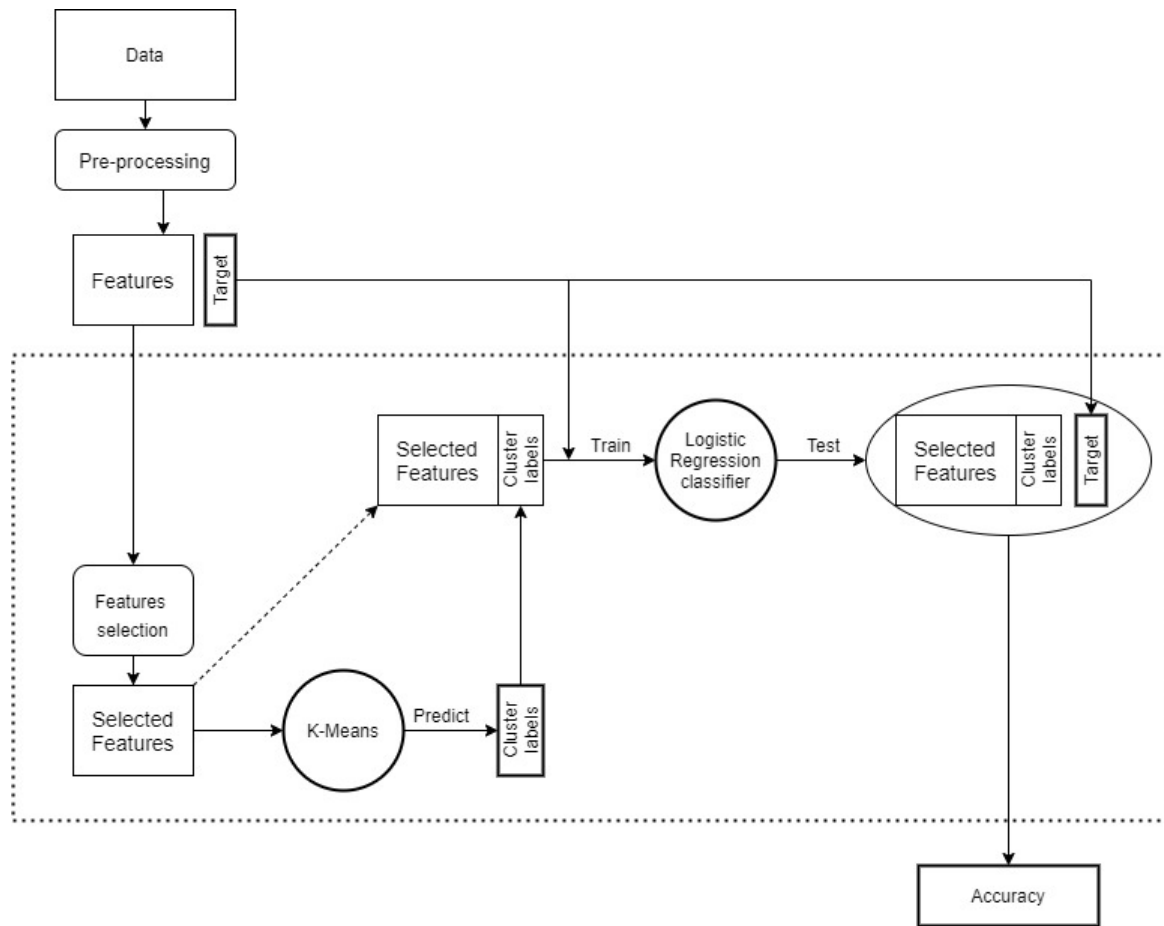 Data
Pre-processing
Features
Target
Selected
Features
Cluster
labels
Train
Logistic
Regression
classifier
Test
Selected
Features
Cluster
labels
Target
Features
selection
Selected
Features
K-Means
Predict
Cluster
labels
Accuracy